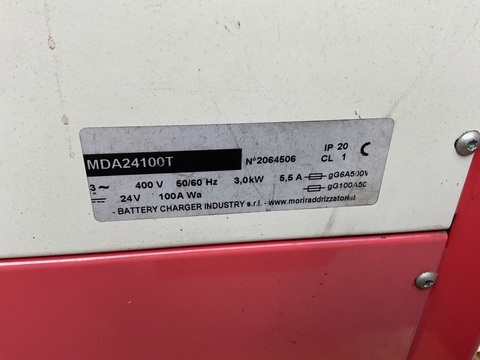 MDA24100T N°2064506 IP 20
CL 1
3~ 400 V 50/60 Hz 3,0kW 5,5 A gG6A500V
24V 100A Wa gG100A50
- BATTERY CHARGER INDUSTRY s.r.l. - www.moriraddrizzatori.it